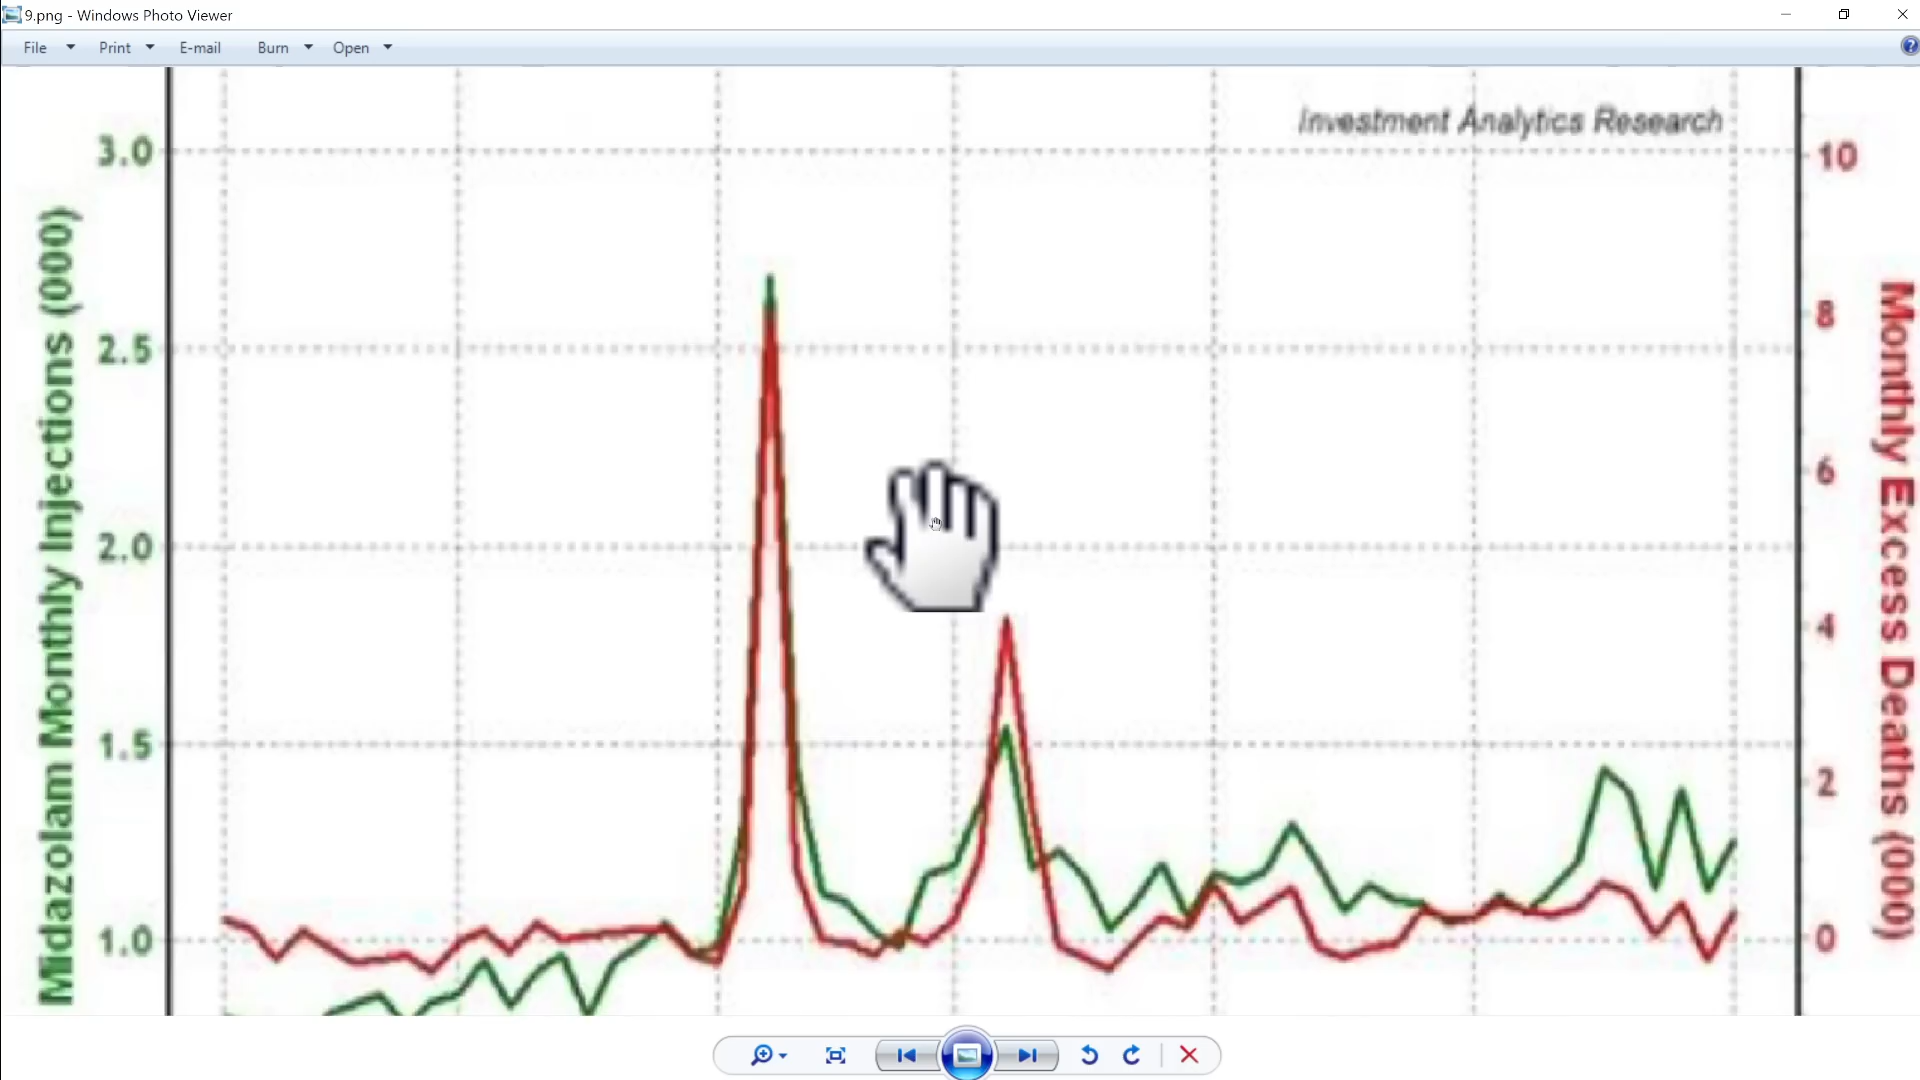 9.png - Windows Photo Viewer
File Print E-mail Burn Open
Investment Analytics Research
3.0
2.5
2.0
1.5
1.0
Midazolam Monthly Injections (000)
10
8
6
4
2
0
Monthly Excess Deaths (000)